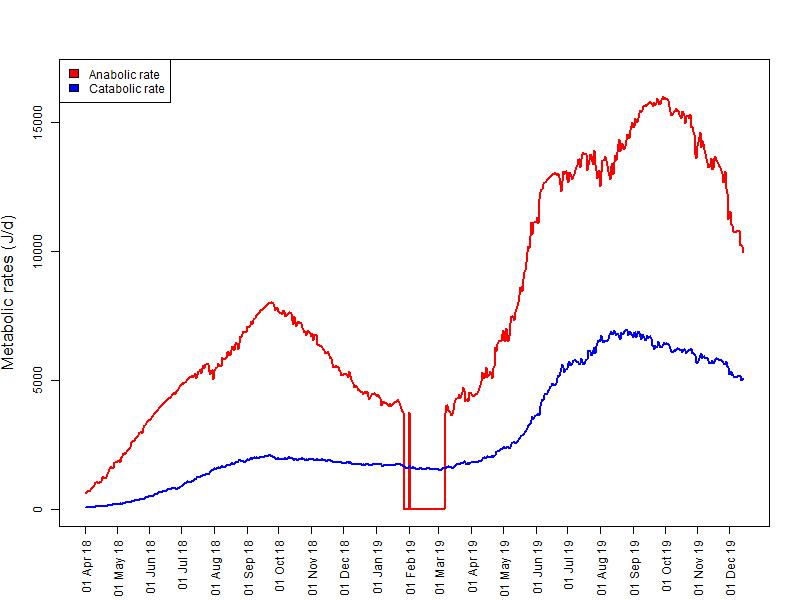 Anabolic rate
Catabolic rate
Metabolic rates (J/d)
15000
10000
5000
0
01 Apr 18
01 May 18
01 Jun 18
01 Jul 18
01 Aug 18
01 Sep 18
01 Oct 18
01 Nov 18
01 Dec 18
01 Jan 19
01 Feb 19
01 Mar 19
01 Apr 19
01 May 19
01 Jun 19
01 Jul 19
01 Aug 19
01 Sep 19
01 Oct 19
01 Nov 19
01 Dec 19